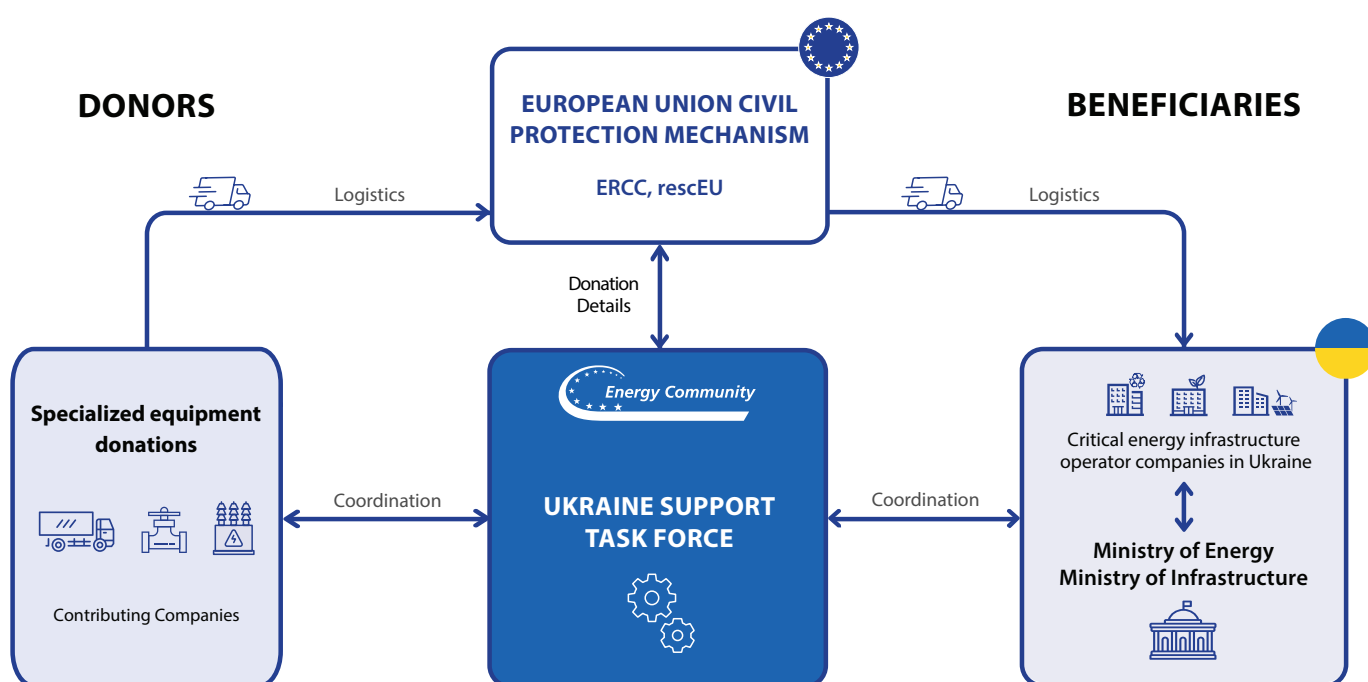 DONORS
EUROPEAN UNION CIVIL
PROTECTION MECHANISM
ERCC, rescEU
BENEFICIARIES
Logistics
Logistics
Donation
Details
Specialized equipment
donations
Contributing Companies
Coordination
Energy Community
UKRAINE SUPPORT
TASK FORCE
Coordination
Critical energy infrastructure
operator companies in Ukraine
Ministry of Energy
Ministry of Infrastructure